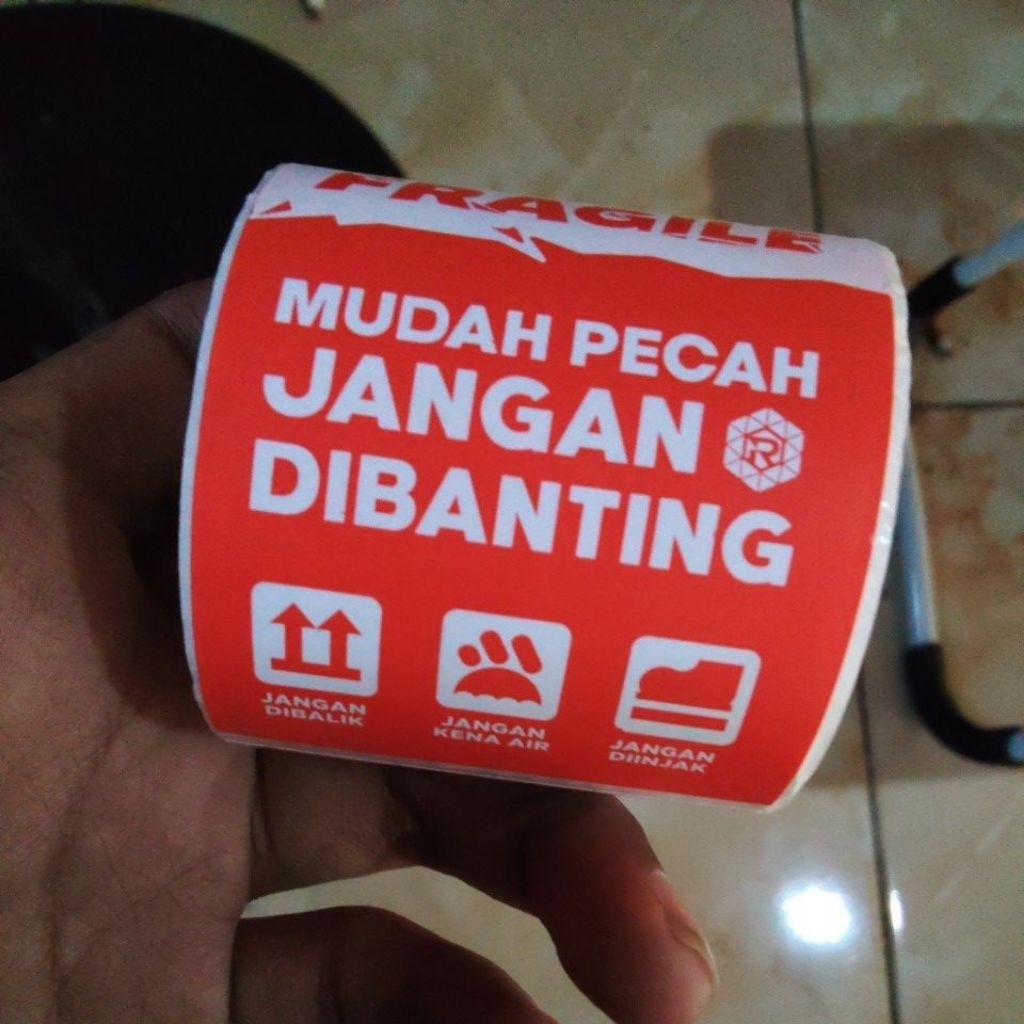 FRAGILE
MUDAH PECAH
JANGAN
DIBANTING
JANGAN
DIBALIK
JANGAN
KENA AIR
JANGAN
DIINJAK